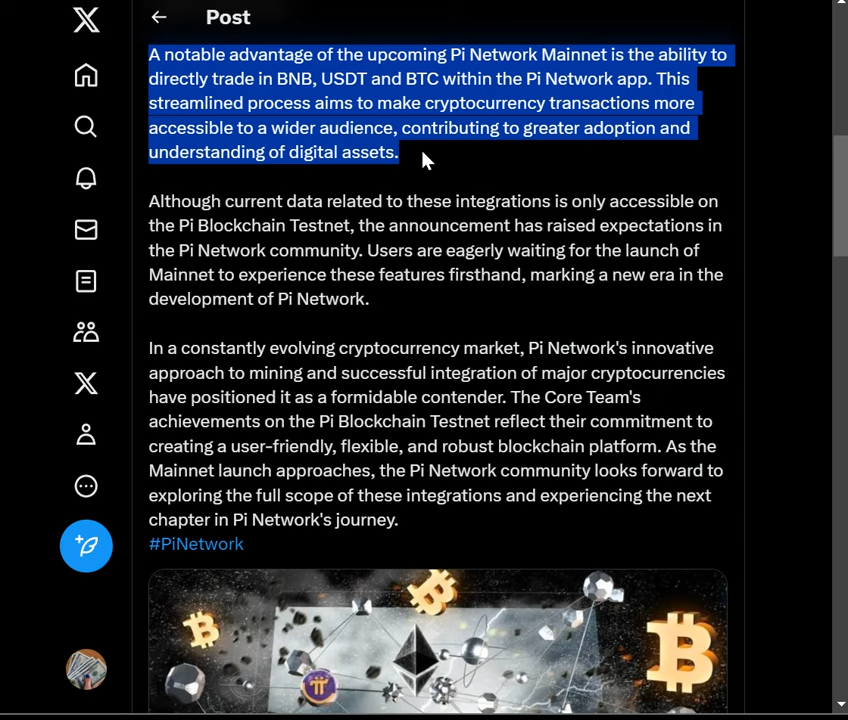 Post
A notable advantage of the upcoming Pi Network Mainnet is the ability to
directly trade in BNB, USDT and BTC within the Pi Network app. This
streamlined process aims to make cryptocurrency transactions more
accessible to a wider audience, contributing to greater adoption and
understanding of digital assets.
Although current data related to these integrations is only accessible on
the Pi Blockchain Testnet, the announcement has raised expectations in
the Pi Network community. Users are eagerly waiting for the launch of
Mainnet to experience these features firsthand, marking a new era in the
development of Pi Network.
In a constantly evolving cryptocurrency market, Pi Network's innovative
approach to mining and successful integration of major cryptocurrencies
have positioned it as a formidable contender. The Core Team's
achievements on the Pi Blockchain Testnet reflect their commitment to
creating a user-friendly, flexible, and robust blockchain platform. As the
Mainnet launch approaches, the Pi Network community looks forward to
exploring the full scope of these integrations and experiencing the next
chapter in Pi Network's journey.
#PiNetwork